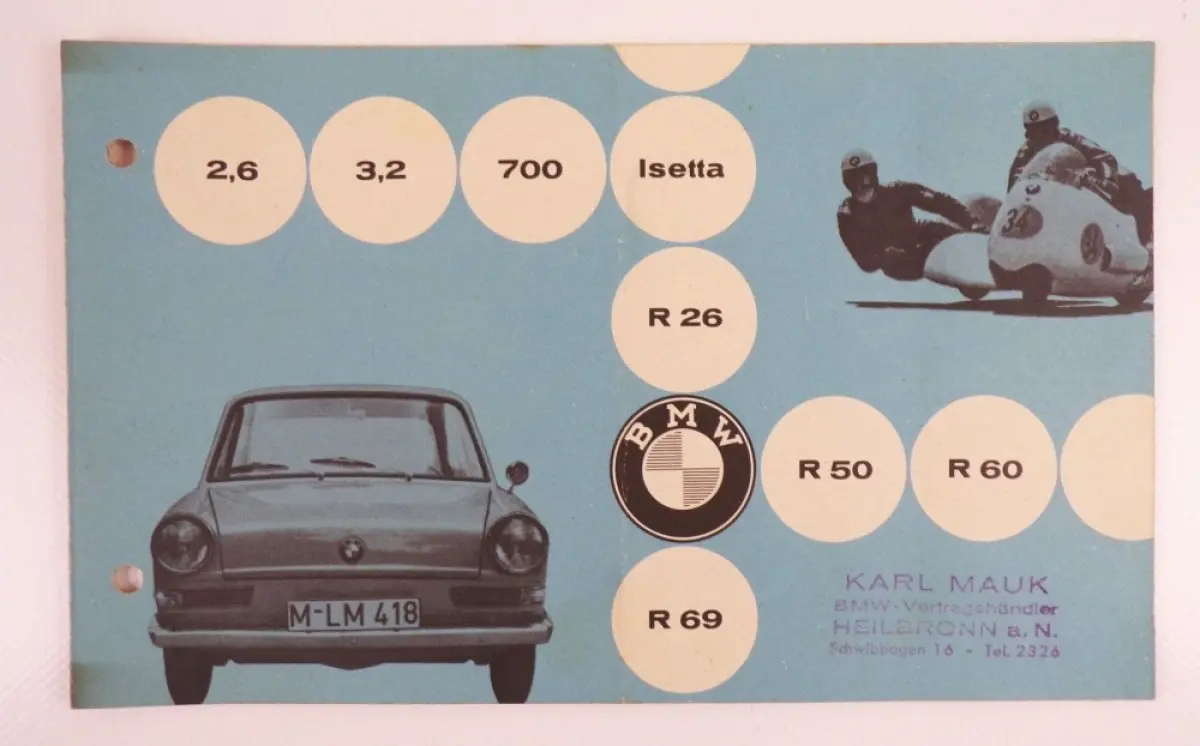 2,6
3,2
700
Isetta
34
R 26
BMW
R 50
R 60
M-LM 418
R 69
KARL MAUK
BMW-Vertragshändler
HEILBRONN a. N.
Schwibbogen 16 - Tel. 2326